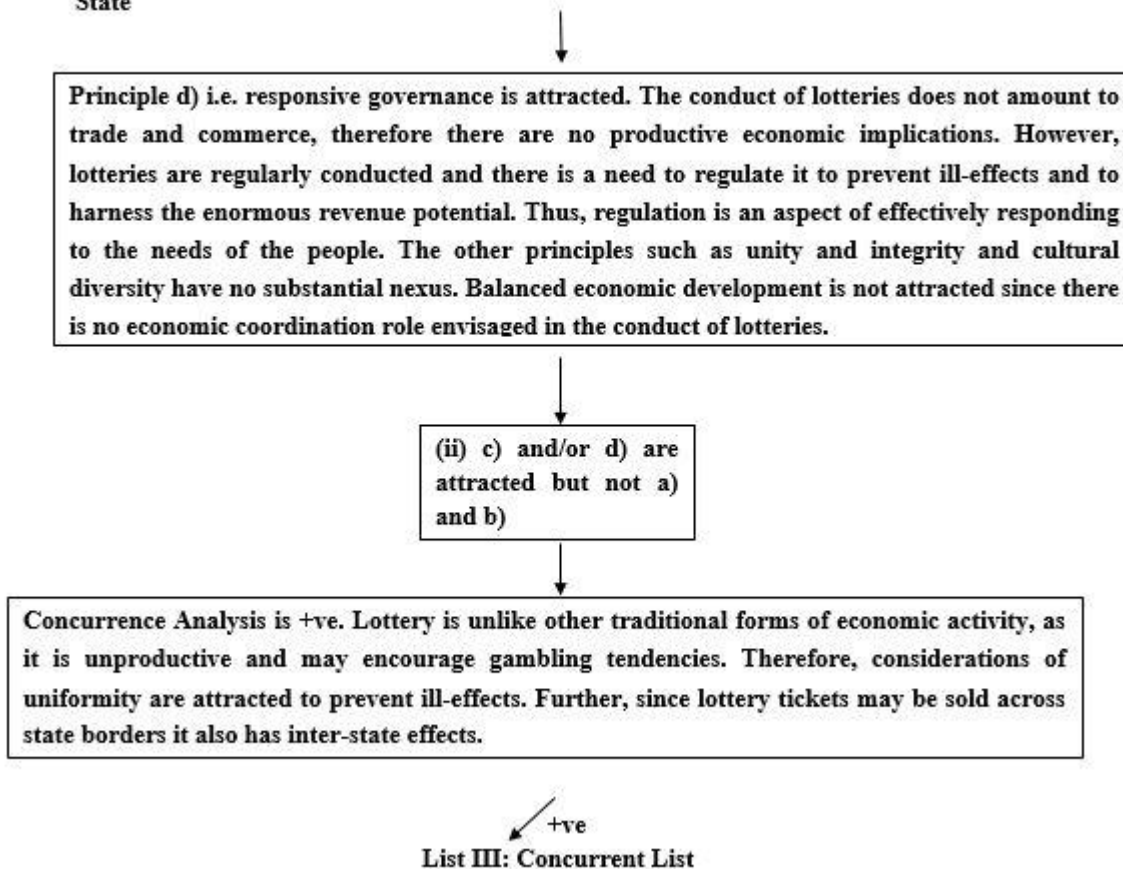 State
Principle d) i.e. responsive governance is attracted. The conduct of lotteries does not amount to
trade and commerce, therefore there are no productive economic implications. However,
lotteries are regularly conducted and there is a need to regulate it to prevent ill-effects and to
harness the enormous revenue potential. Thus, regulation is an aspect of effectively responding
to the needs of the people. The other principles such as unity and integrity and cultural
diversity have no substantial nexus. Balanced economic development is not attracted since there
is no economic coordination role envisaged in the conduct of lotteries.
(ii) c) and/or d) are
attracted but not a)
and b)
Concurrence Analysis is +ve. Lottery is unlike other traditional forms of economic activity, as
it is unproductive and may encourage gambling tendencies. Therefore, considerations of
uniformity are attracted to prevent ill-effects. Further, since lottery tickets may be sold across
state borders it also has inter-state effects.
+ve
List III: Concurrent List